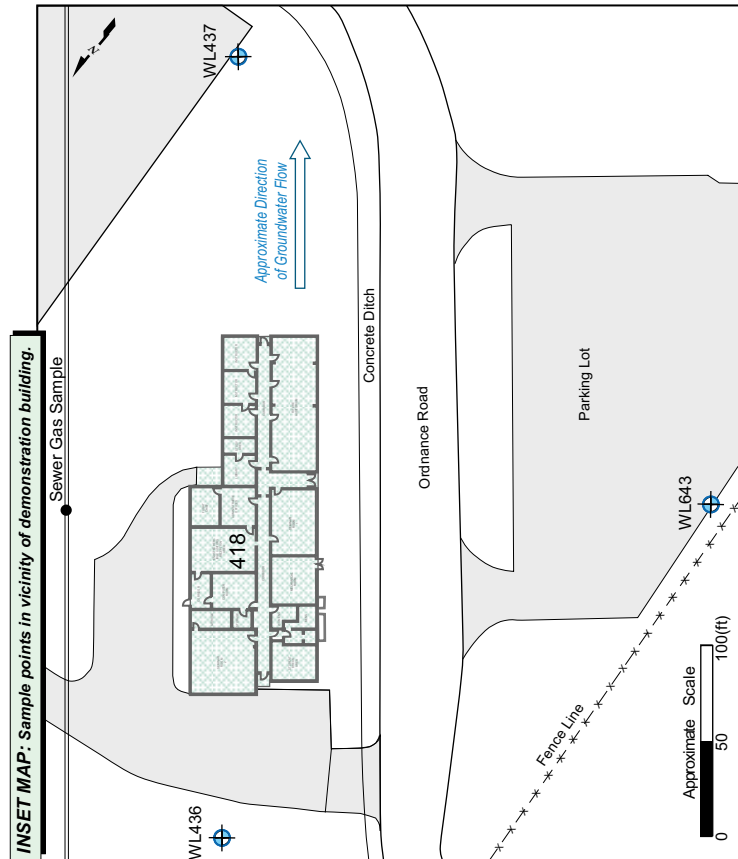 INSET MAP: Sample points in vicinity of demonstration building.
Sewer Gas Sample
N
WL437
WL436
418
Approximate Direction
of Groundwater Flow
Concrete Ditch
Ordnance Road
Parking Lot
WL643
Fence Line
Approximate Scale
0 50 100(ft)